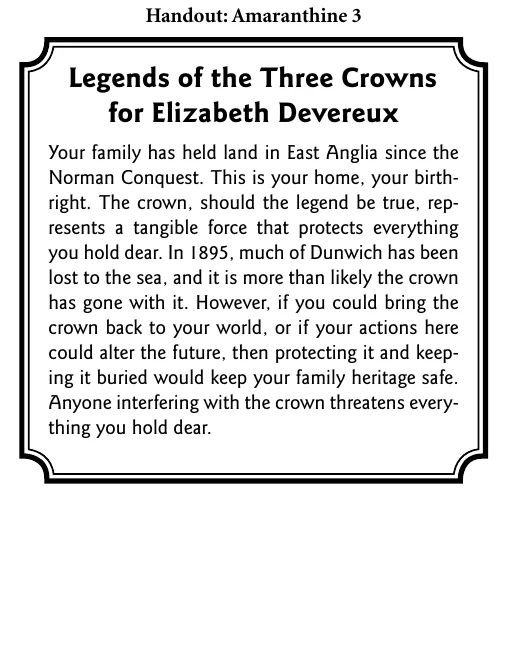 Handout: Amaranthine 3
Legends of the Three Crowns
for Elizabeth Devereux
Your family has held land in East Anglia since the
Norman Conquest. This is your home, your birth-
right. The crown, should the legend be true, rep-
resents a tangible force that protects everything
you hold dear. In 1895, much of Dunwich has been
lost to the sea, and it is more than likely the crown
has gone with it. However, if you could bring the
crown back to your world, or if your actions here
could alter the future, then protecting it and keep-
ing it buried would keep your family heritage safe.
Anyone interfering with the crown threatens every-
thing you hold dear.